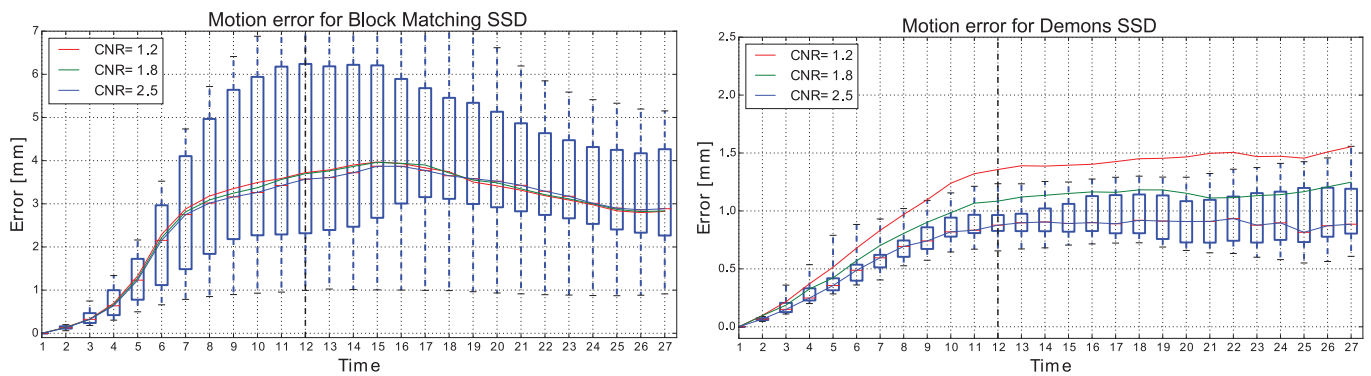 Motion error for Block Matching SSD
7
6
5
4
3
2
1
0
Error [mm]
CNR= 1.2
CNR= 1.8
CNR= 2.5
1 2 3 4 5 6 7 8 9 10 11 12 13 14 15 16 17 18 19 20 21 22 23 24 25 26 27
Time
Motion error for Demons SSD
2.5
2.0
1.5
1.0
0.5
0.0
Error [mm]
CNR= 1.2
CNR= 1.8
CNR= 2.5
1 2 3 4 5 6 7 8 9 10 11 12 13 14 15 16 17 18 19 20 21 22 23 24 25 26 27
Time